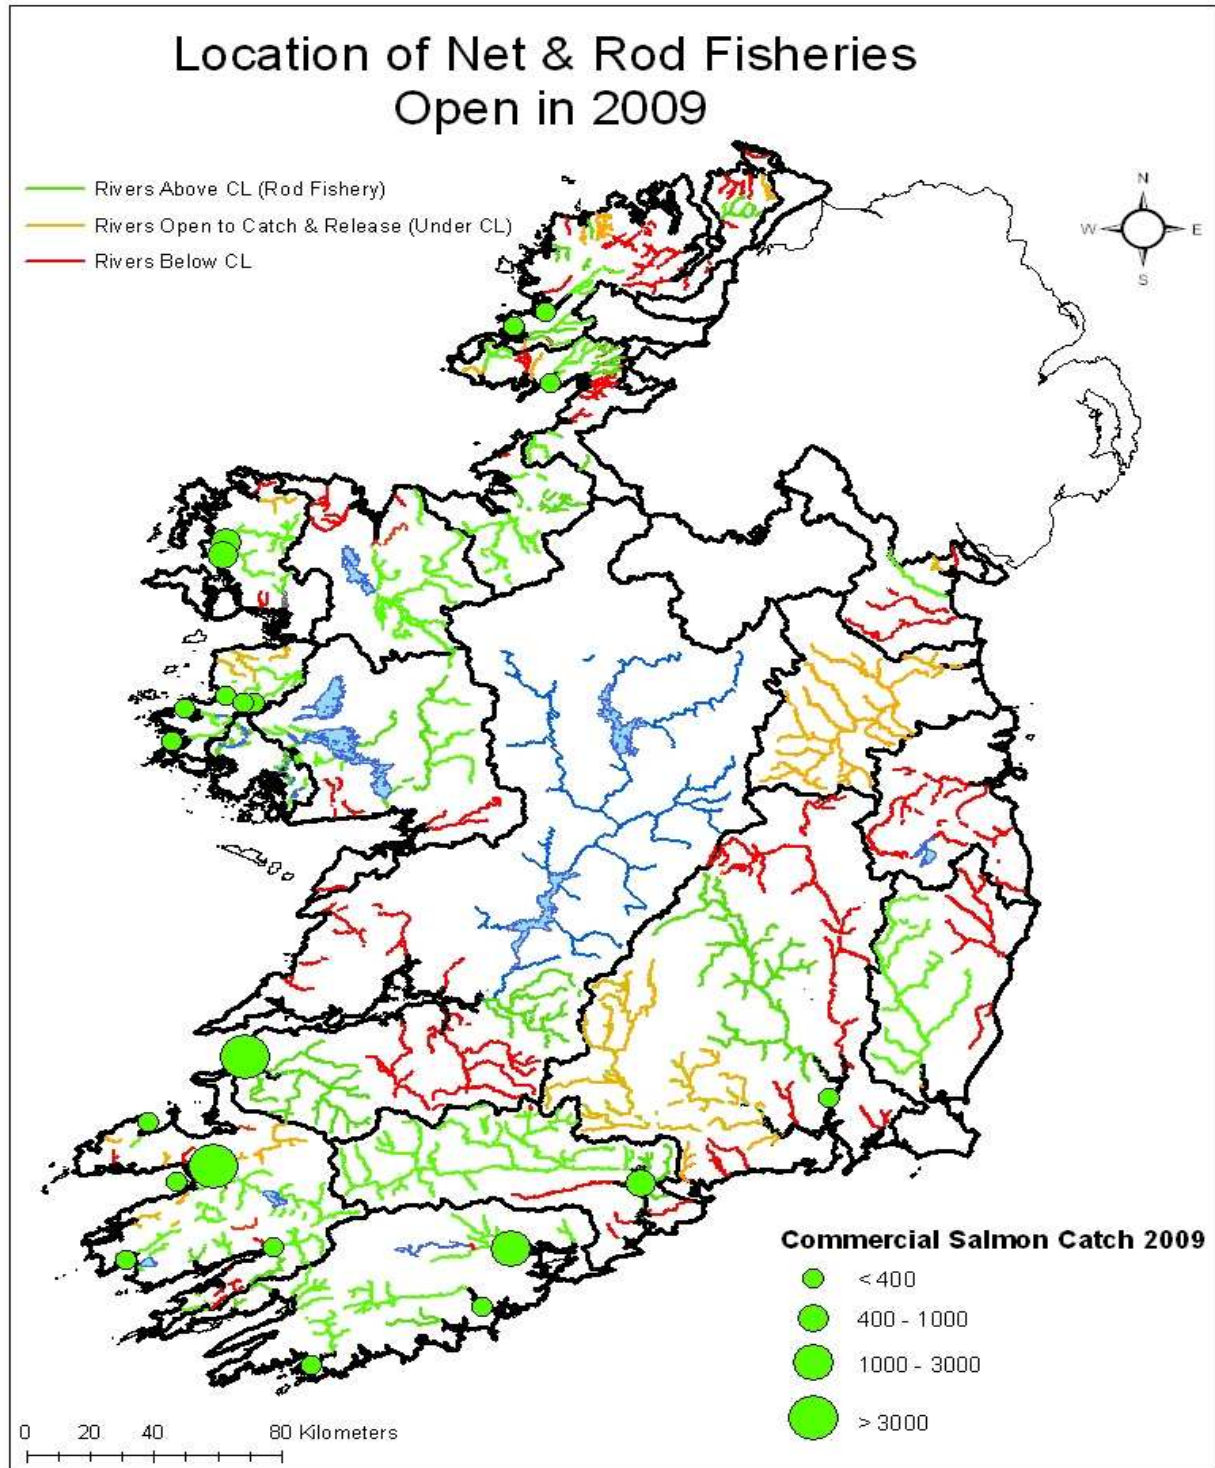 Location of Net & Rod Fisheries
Open in 2009
Rivers Above CL (Rod Fishery)
Rivers Open to Catch & Release (Under CL)
Rivers Below CL
N
W E
S
Commercial Salmon Catch 2009
< 400
400 - 1000
1000 - 3000
> 3000
0 20 40 80 Kilometers